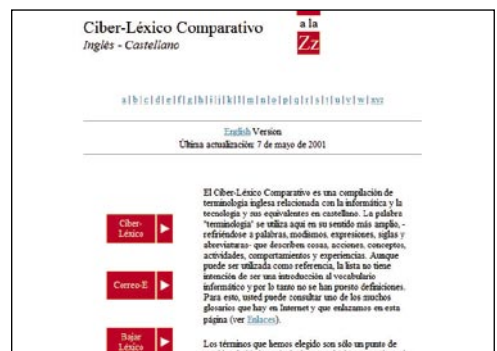 Ciber-Léxico Comparativo
Inglés - Castellano
a la
Zz
a|b|c|d|e|f|g|h|i|j|k|l|m|n|o|p|q|r|s|t|u|v|w|xyz
English Version
Última actualización: 7 de mayo de 2001
Ciber-
Léxico
Correo-E
Bajar
Léxico
El Ciber-Léxico Comparativo es una compilación de
terminología inglesa relacionada con la informática y la
tecnología y sus equivalentes en castellano. La palabra
"terminología" se utiliza aquí en su sentido más amplio, -
refiriéndose a palabras, modismos, expresiones, siglas y
abreviaturas- que describen cosas, acciones, conceptos,
actividades, comportamientos y experiencias. Aunque
puede ser utilizada como referencia, la lista no tiene
intención de ser una introducción al vocabulario
informático y por lo tanto no se han puesto definiciones.
Para esto, usted puede consultar uno de los muchos
glosarios que hay en Internet y que enlazamos en esta
página (ver Enlaces).
Los términos que hemos elegido son sólo un punto de